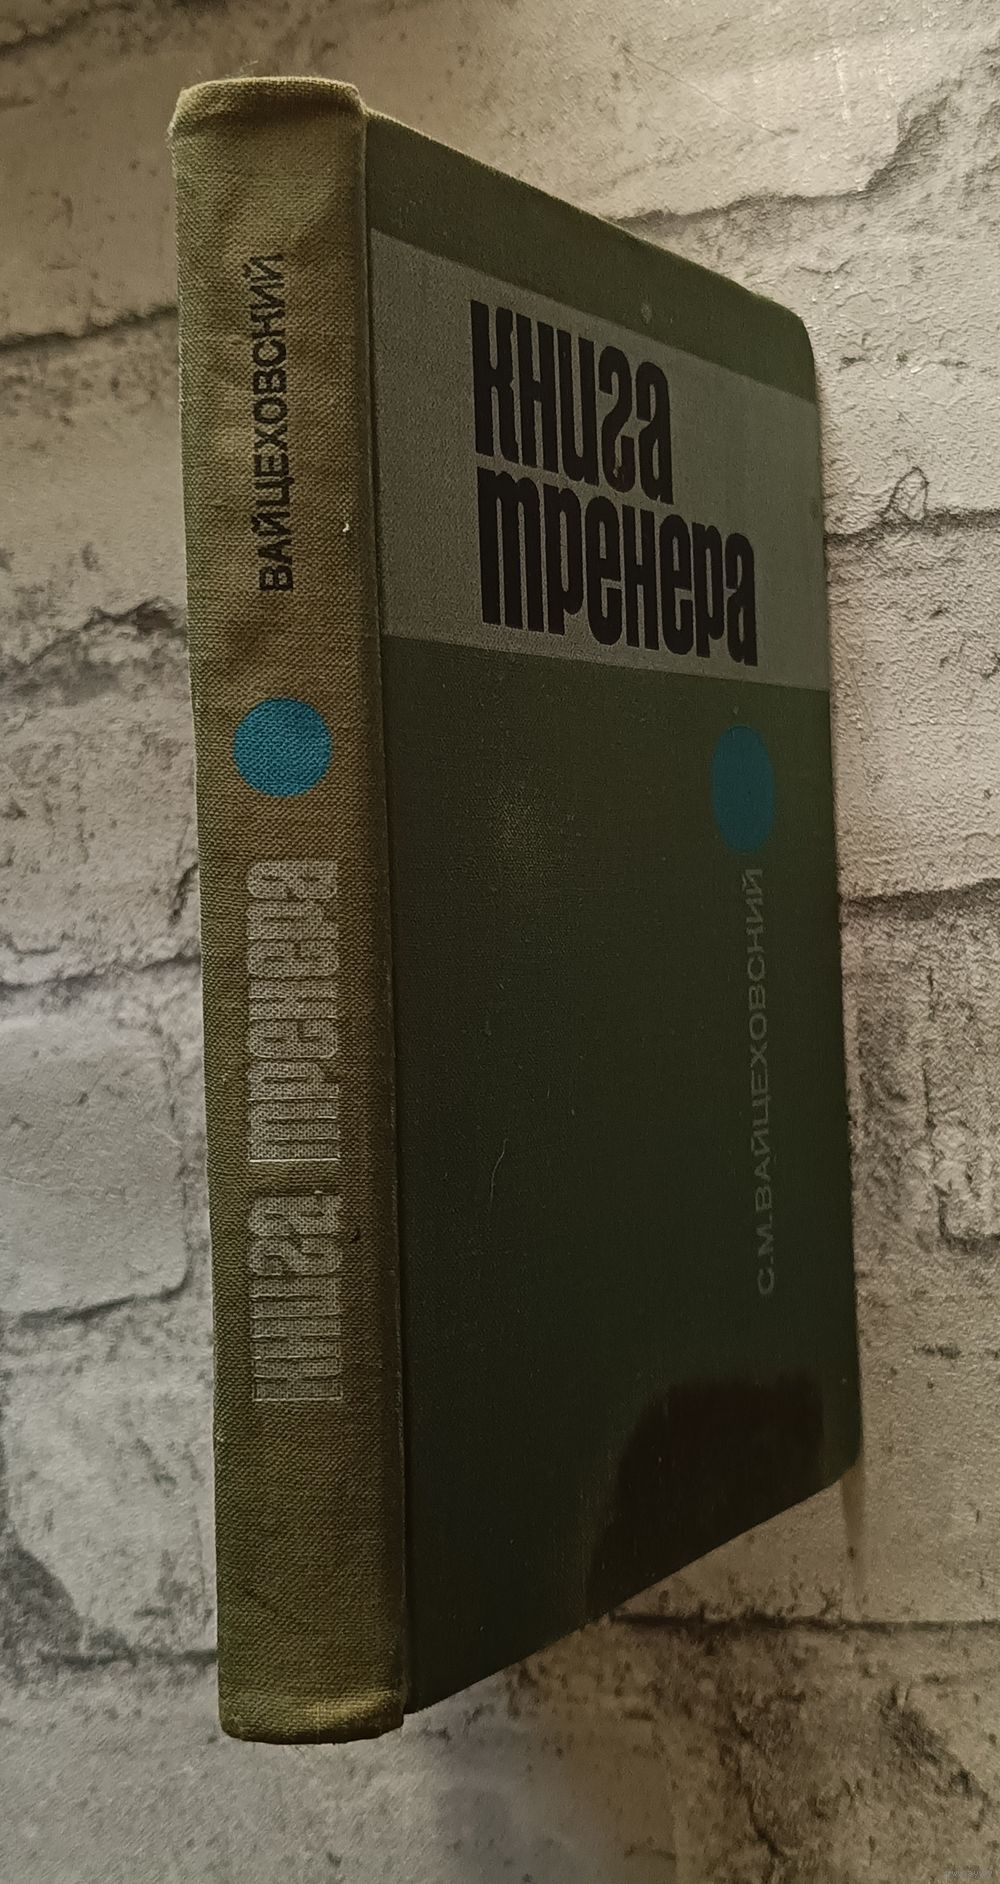 ВАЙЦЕХОВСКИЙ
книга тренера
книга
тренера
С.М.ВАЙЦЕХОВСКИЙ